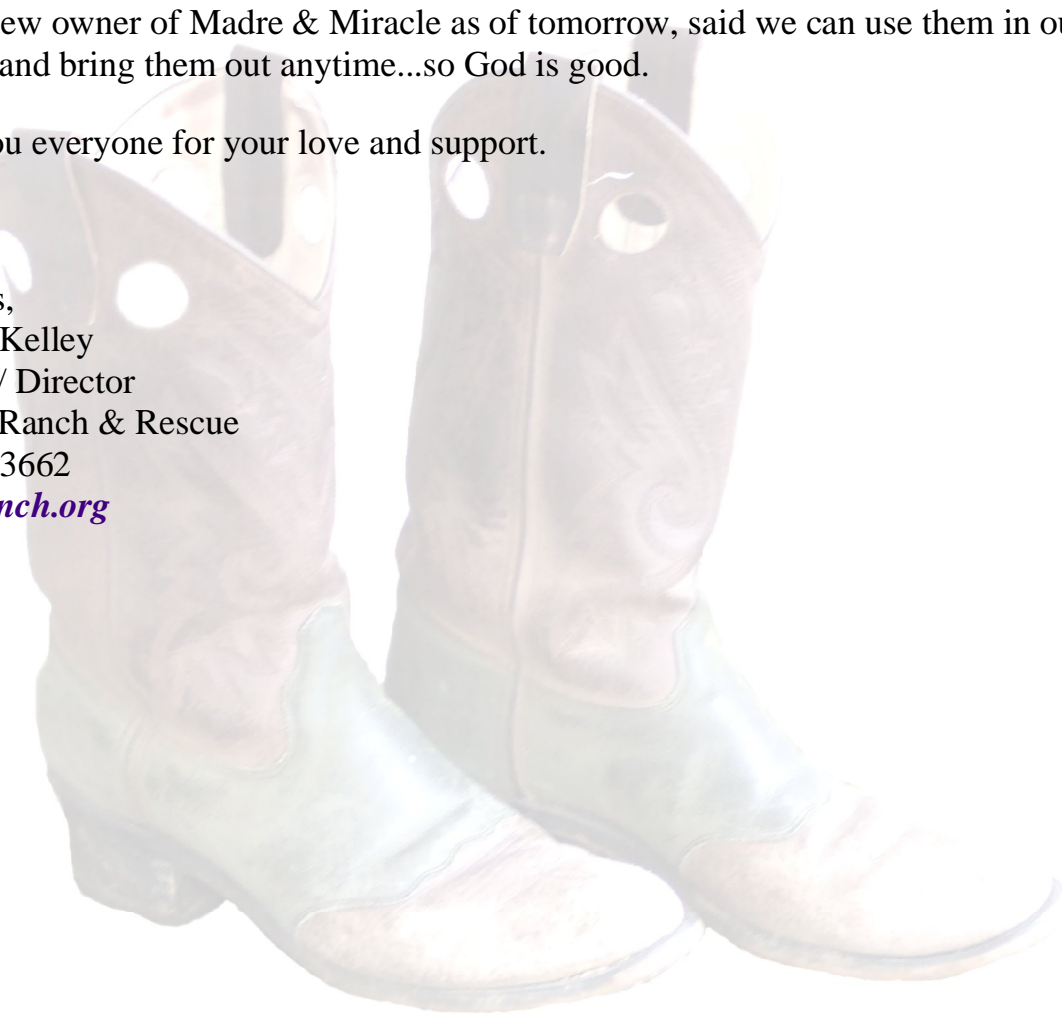 ew owner of Madre & Miracle as of tomorrow, said we can use them in ou
and bring them out anytime...so God is good.
ou everyone for your love and support.
s,
Kelley
/ Director
Ranch & Rescue
3662
nch.org